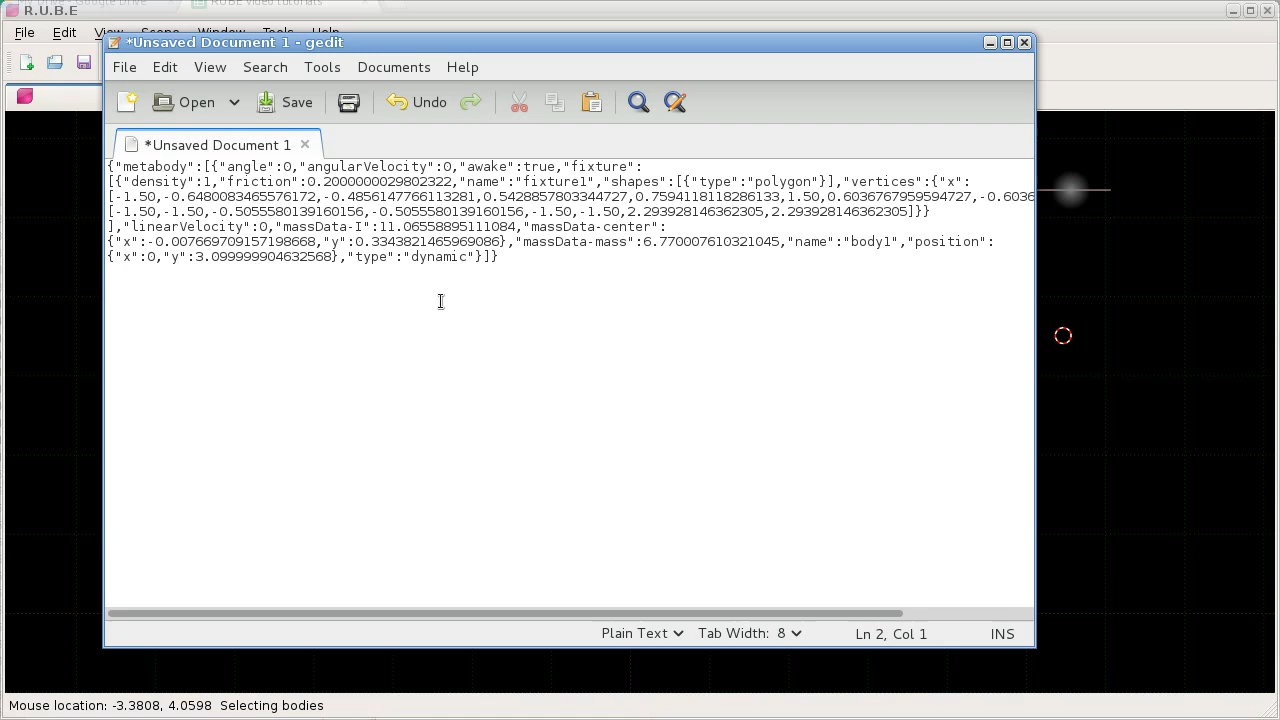 R.U.B.E
File Edit
*Unsaved Document 1 - gedit
File Edit View Search Tools Documents Help
Open Save Undo
*Unsaved Document 1
{"metabody":[{"angle":0,"angularVelocity":0,"awake":true,"fixture":
[{"density":1,"friction":0.2000000029802322,"name":"fixture1","shapes":[{"type":"polygon"}],"vertices":{"x":
[-1.50,-0.6480083465576172,-0.4856147766113281,0.5428857803344727,0.7594118118286133,1.50,0.6036767959594727,-0.6036
[-1.50,-1.50,-0.5055580139160156,-0.5055580139160156,-1.50,-1.50,2.293928146362305,2.293928146362305]}}
],"linearVelocity":0,"massData-I":11.06558895111084,"massData-center":
{"x":-0.007669709157198668,"y":0.3343821465969086},"massData-mass":6.770007610321045,"name":"body1","position":
{"x":0,"y":3.099999904632568},"type":"dynamic"}]}
Plain Text Tab Width: 8 Ln 2, Col 1 INS
Mouse location: -3.3808, 4.0598 Selecting bodies